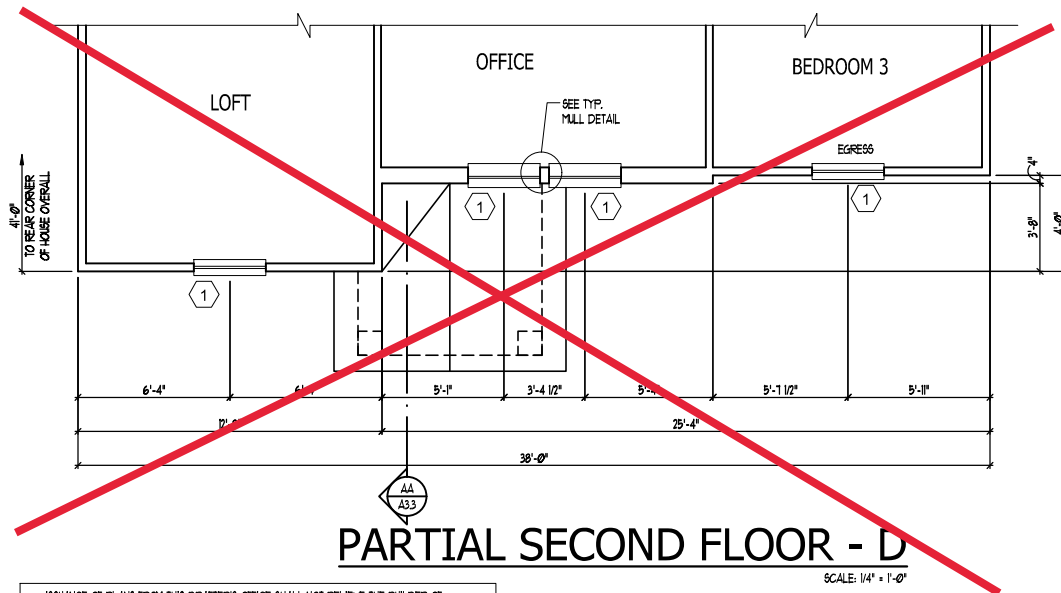 LOFT
OFFICE
BEDROOM 3
SEE TYP.
MULL DETAIL
EGRESS
1
1
1
1
41'-0"
TO REAR CORNER
OF HOUSE OVERALL
4"
3'-8"
4'-0"
6'-4"
5'-1"
3'-4 1/2"
5'-7 1/2"
5'-11"
25'-4"
38'-0"
AA
A3.3
PARTIAL SECOND FLOOR - D
SCALE: 1/4" = 1'-0"